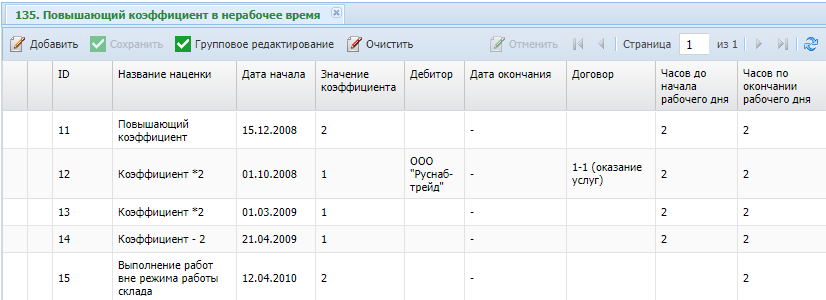 135. Повышающий коэффициент в нерабочее время
Добавить Сохранить Групповое редактирование Очистить Отменить Страница 1 из 1
ID Название наценки Дата начала Значение коэффициента Дебитор Дата окончания Договор Часов до начала рабочего дня Часов по окончании рабочего дня
11 Повышающий коэффициент 15.12.2008 2 - 2 2
12 Коэффициент *2 01.10.2008 1 ООО "Руснаб-трейд" - 1-1 (оказание услуг) 2 2
13 Коэффициент *2 01.03.2009 1 - 2 2
14 Коэффициент - 2 21.04.2009 1 - 2 2
15 Выполнение работ вне режима работы склада 12.04.2010 2 - 2